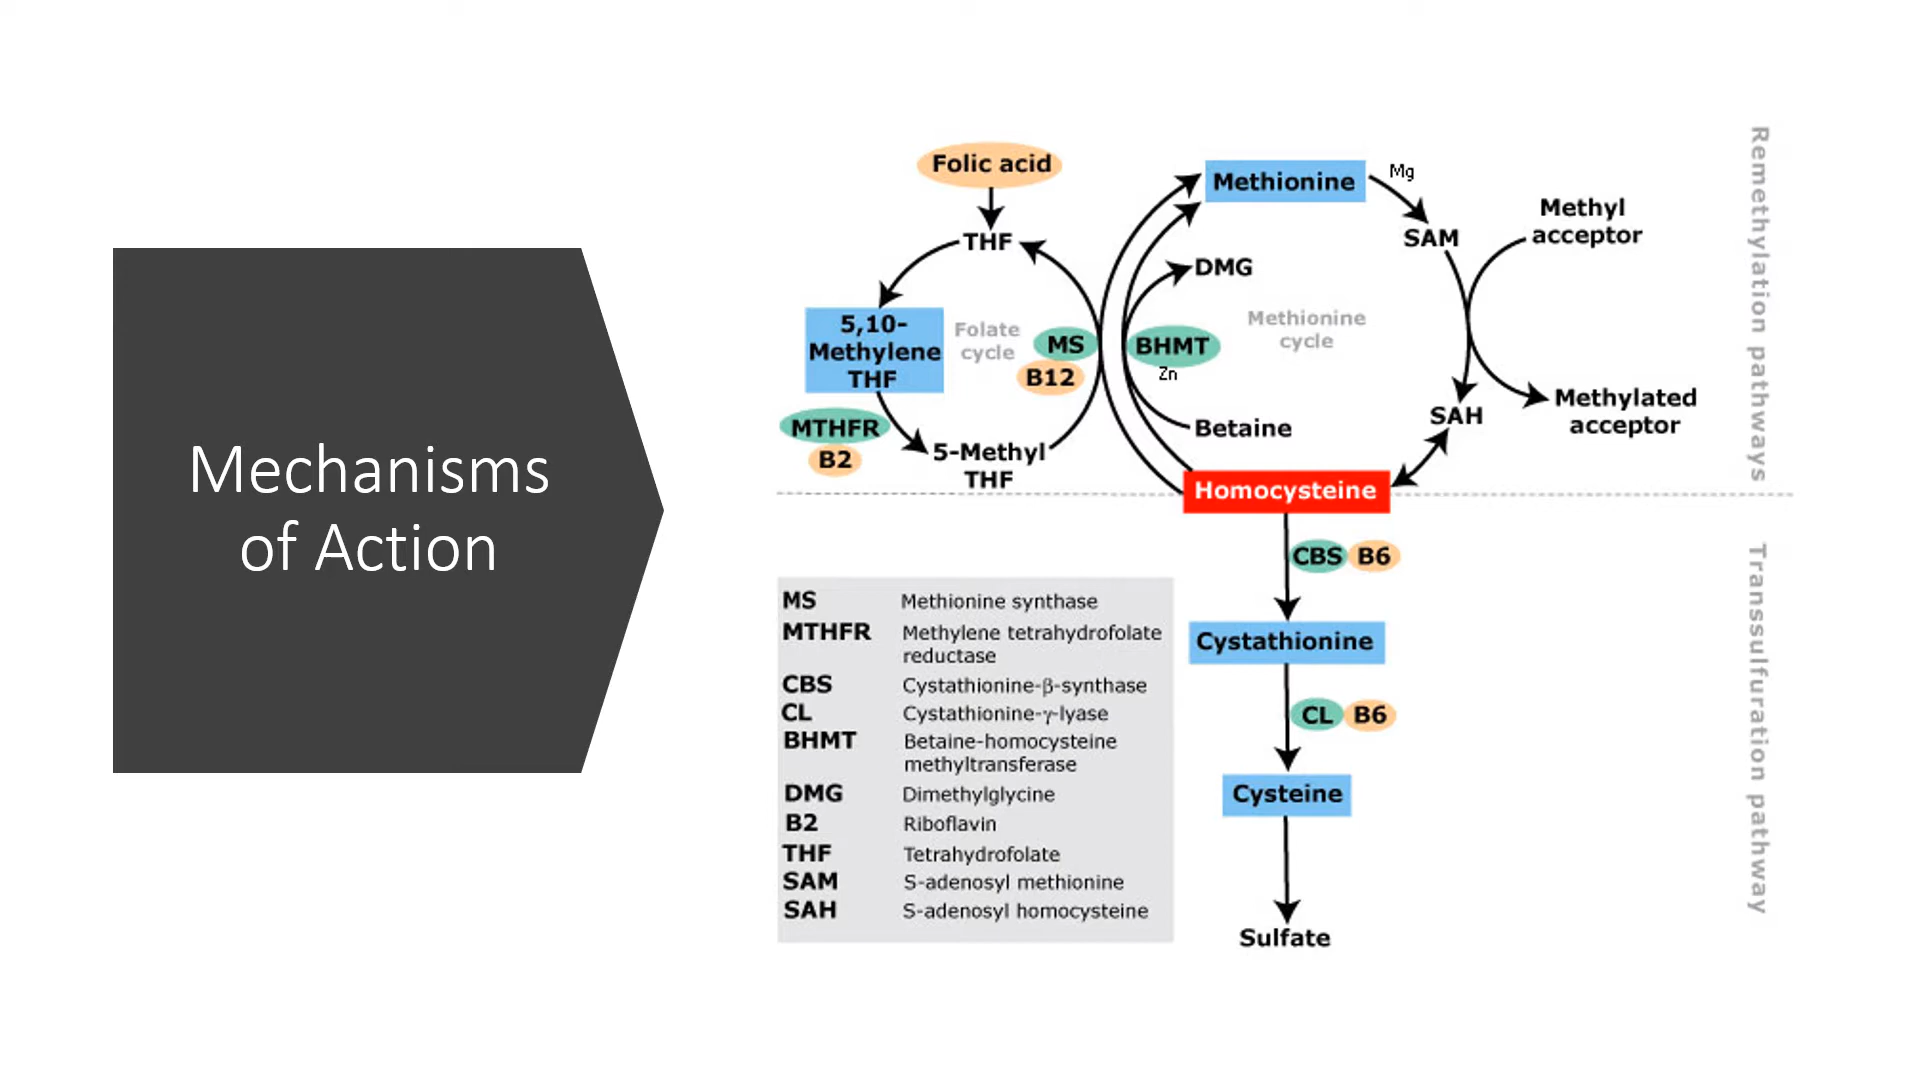 Mechanisms
of Action
Folic acid
THF
5,10-
Methylene
THF
Folate
cycle
MS
B12
MTHFR
B2
5-Methyl
THF
Methionine
Mg
SAM
Methyl
acceptor
DMG
Methionine
cycle
BHMT
Zn
Betaine
SAH
Methylated
acceptor
Homocysteine
Remethylation pathways
CBS
B6
Cystathionine
CL
B6
Cysteine
Sulfate
Transsulfuration pathway
MS Methionine synthase
MTHFR Methylene tetrahydrofolate
reductase
CBS Cystathionine-β-synthase
CL Cystathionine-γ-lyase
BHMT Betaine-homocysteine
methyltransferase
DMG Dimethylglycine
B2 Riboflavin
THF Tetrahydrofolate
SAM S-adenosyl methionine
SAH S-adenosyl homocysteine